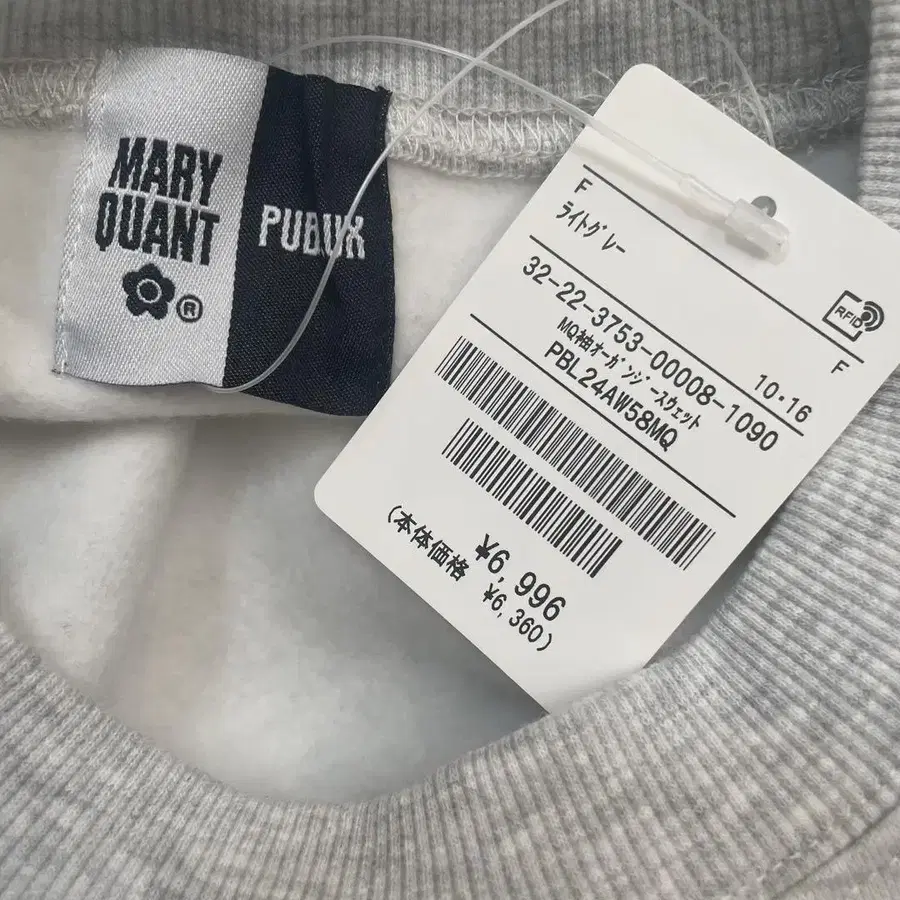 MARY
QUANT
®
PUBUX
F
ライトグレー
RFID
F
10・16
32-22-3753-00008-1090
MQ袖オーガンジースウェット
PBL24AW58MQ
¥6,996
(本体価格 ¥6,360)